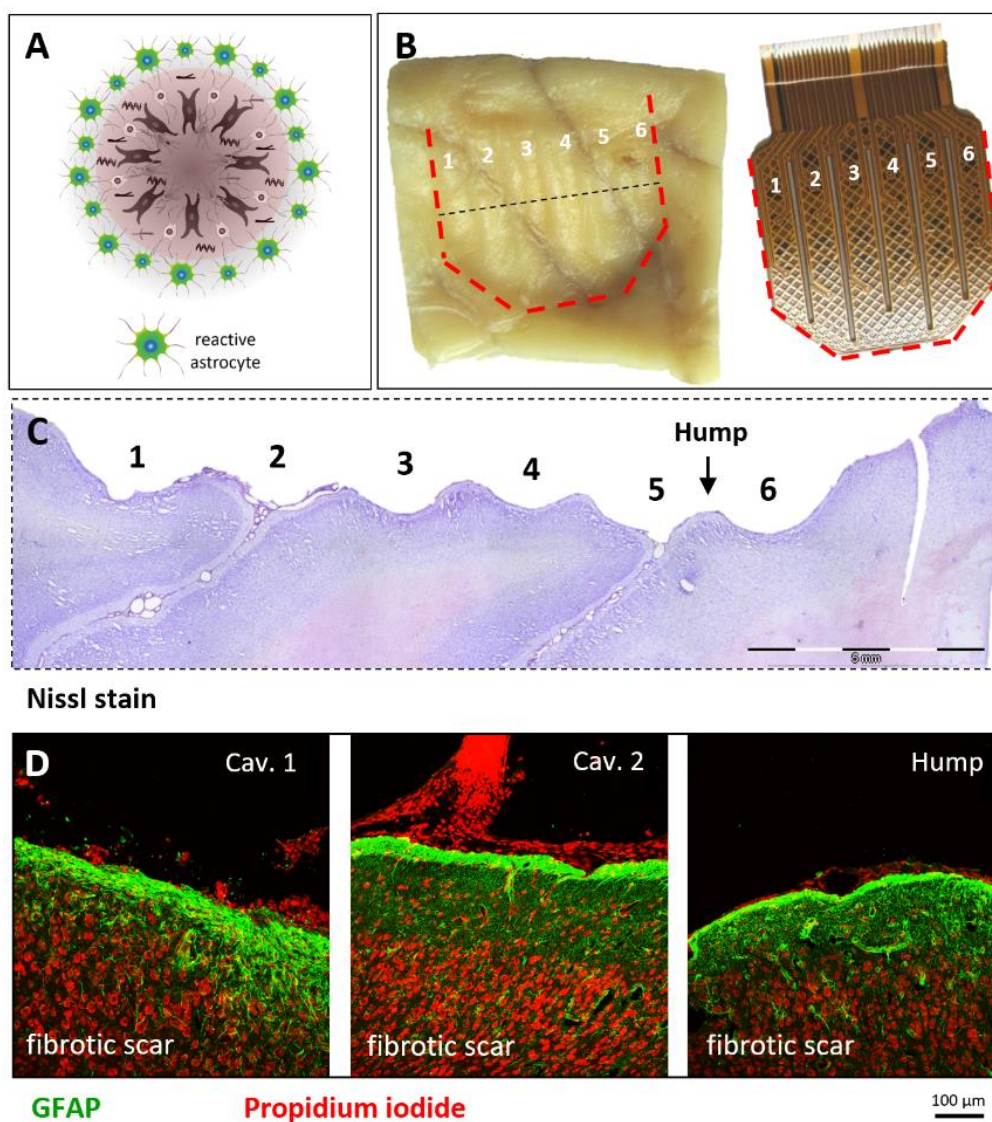 A
reactive
astrocyte
B
1 2 3 4 5 6
1 2 3 4 5 6
C
1 2 3 4 5 Hump 6
5 mm
Nissl stain
D
Cav. 1
fibrotic scar
Cav. 2
fibrotic scar
Hump
fibrotic scar
GFAP Propidium iodide 100 µm